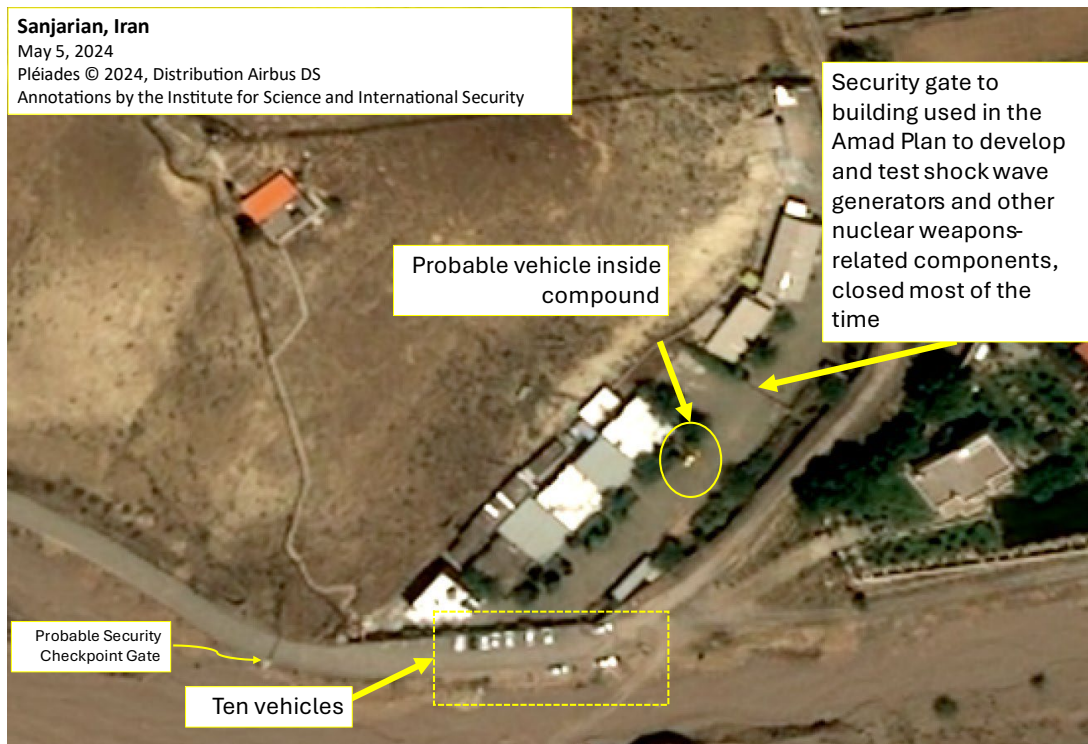 Sanjarian, Iran
May 5, 2024
Pléiades © 2024, Distribution Airbus DS
Annotations by the Institute for Science and International Security
Security gate to
building used in the
Amad Plan to develop
and test shock wave
generators and other
nuclear weapons-
related components,
closed most of the
time
Probable vehicle inside
compound
Probable Security
Checkpoint Gate
Ten vehicles